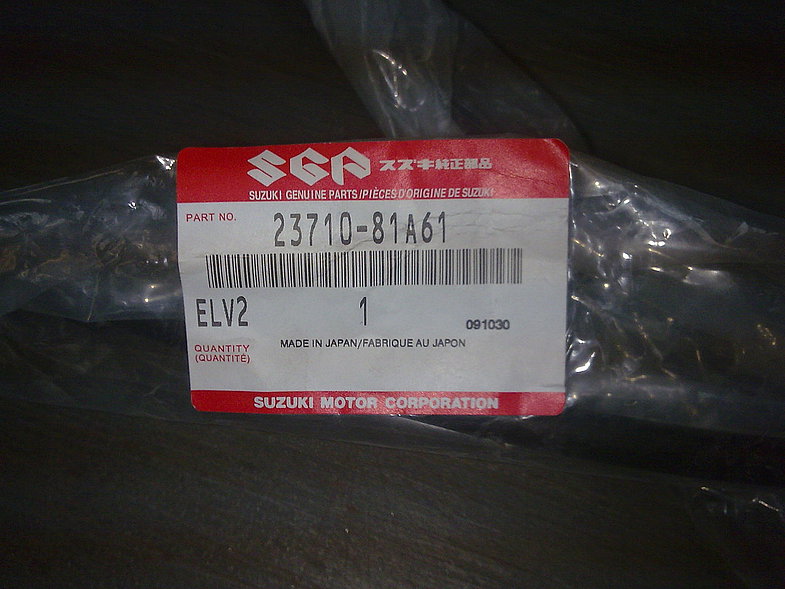 SGP スズキ純正部品
SUZUKI GENUINE PARTS/PIÈCES D'ORIGINE DE SUZUKI
PART NO. 23710-81A61
ELV2 1 091030
MADE IN JAPAN/FABRIQUE AU JAPON
QUANTITY
(QUANTITÉ)
SUZUKI MOTOR CORPORATION